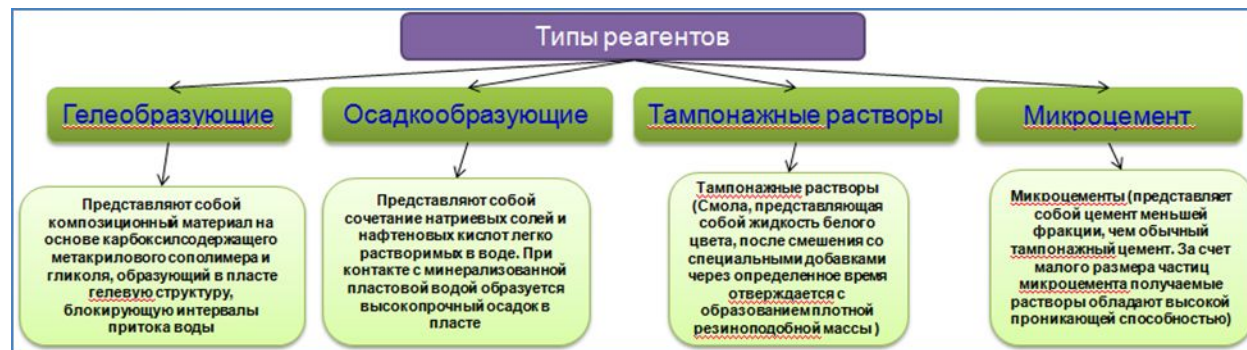 Типы реагентов
Гелеобразующие
Осадкообразующие
Тампонажные растворы
Микроцемент
Представляют собой
композиционный материал на
основе карбоксилсодержащего
метакрилового сополимера и
гликоля, образующий в пласте
гелевую структуру,
блокирующую интервалы
притока воды
Представляют собой
сочетание натриевых солей и
нафтеновых кислот легко
растворимых в воде. При
контакте с минерализованной
пластовой водой образуется
высокопрочный осадок в
пласте
Тампонажные растворы
(Смола, представляющая
собой жидкость белого
цвета, после смешения со
специальными добавками
через определенное время
отверждается с
образованием плотной
резиноподобной массы )
Микроцементы (представляет
собой цемент меньшей
фракции, чем обычный
тампонажный цемент. За счет
малого размера частиц
микроцемента получаемые
растворы обладают высокой
проникающей способностью)